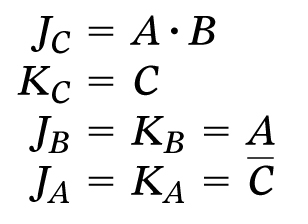 J_C = A · B
K_C = C
J_B = K_B = A
J_A = K_A = C̅